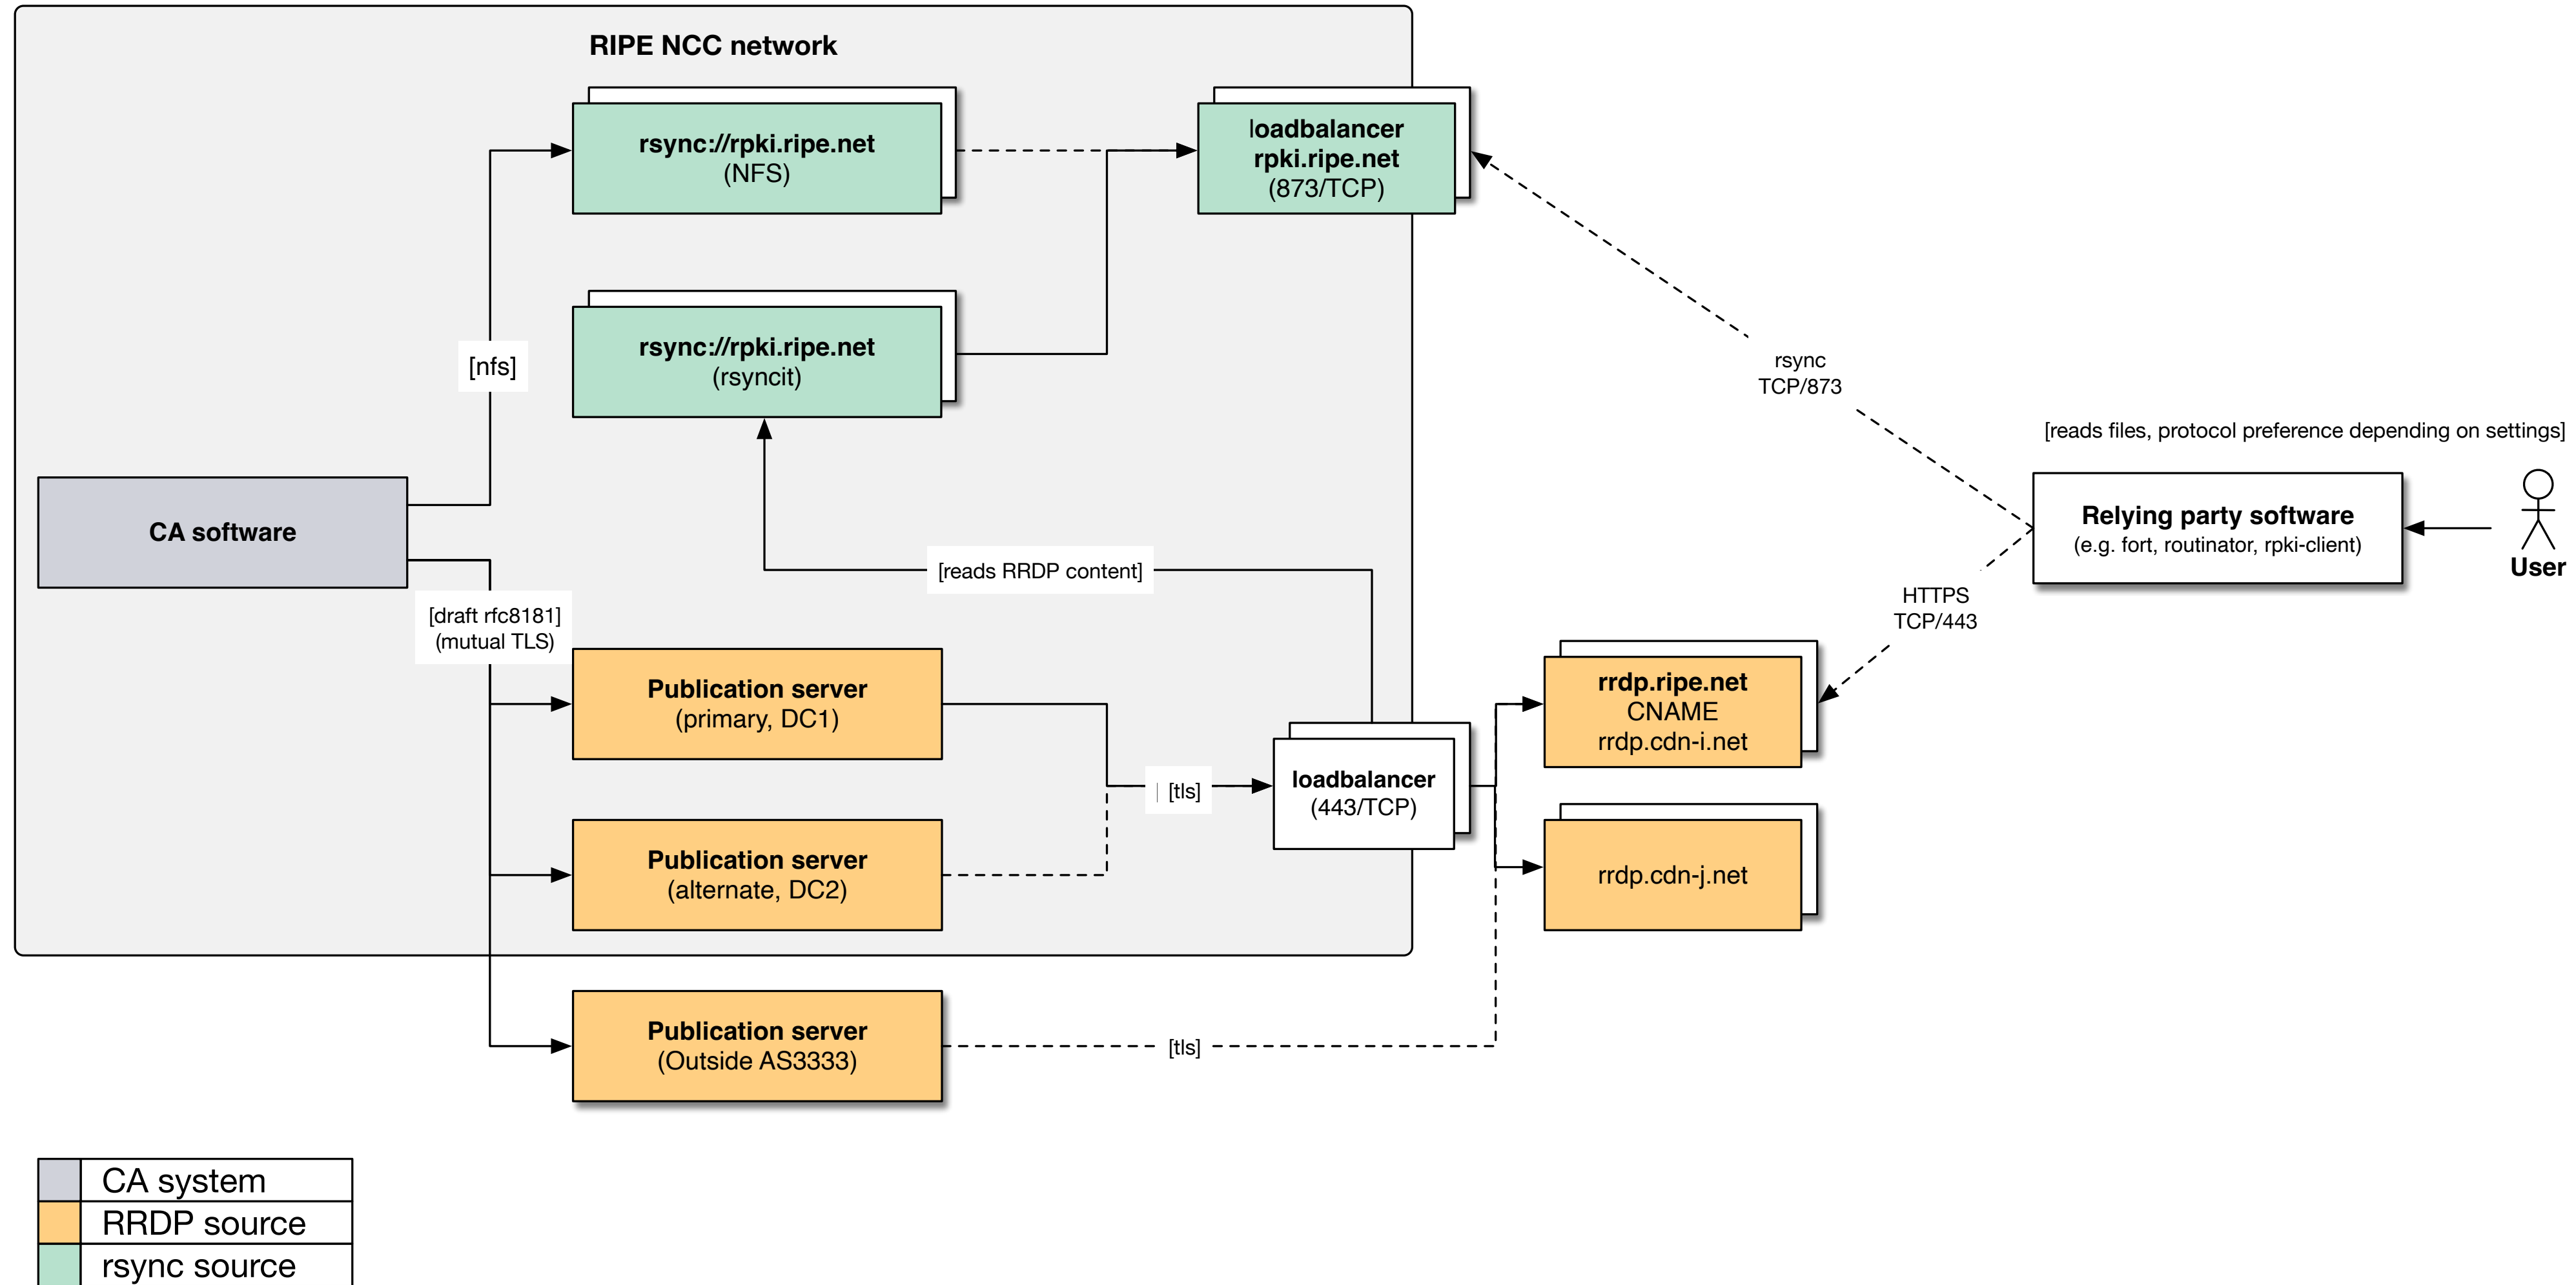 RIPE NCC network
rsync://rpki.ripe.net
(NFS)
loadbalancer
rpki.ripe.net
(873/TCP)
rsync://rpki.ripe.net
(rsyncit)
[nfs]
rsync
TCP/873
[reads files, protocol preference depending on settings]
CA software
Relying party software
(e.g. fort, routinator, rpki-client)
User
[reads RRDP content]
[draft rfc8181]
(mutual TLS)
HTTPS
TCP/443
Publication server
(primary, DC1)
rrdp.ripe.net
CNAME
rrdp.cdn-i.net
[tls]
loadbalancer
(443/TCP)
Publication server
(alternate, DC2)
rrdp.cdn-j.net
Publication server
(Outside AS3333)
[tls]
CA system
RRDP source
rsync source